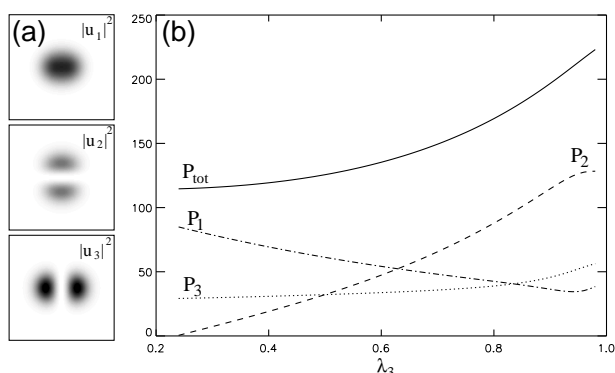 (a)
|u₁|²
|u₂|²
|u₃|²
(b)
250
200
150
100
50
0
P_tot
P₁
P₂
P₃
0.2 0.4 0.6 0.8 1.0
λ₃